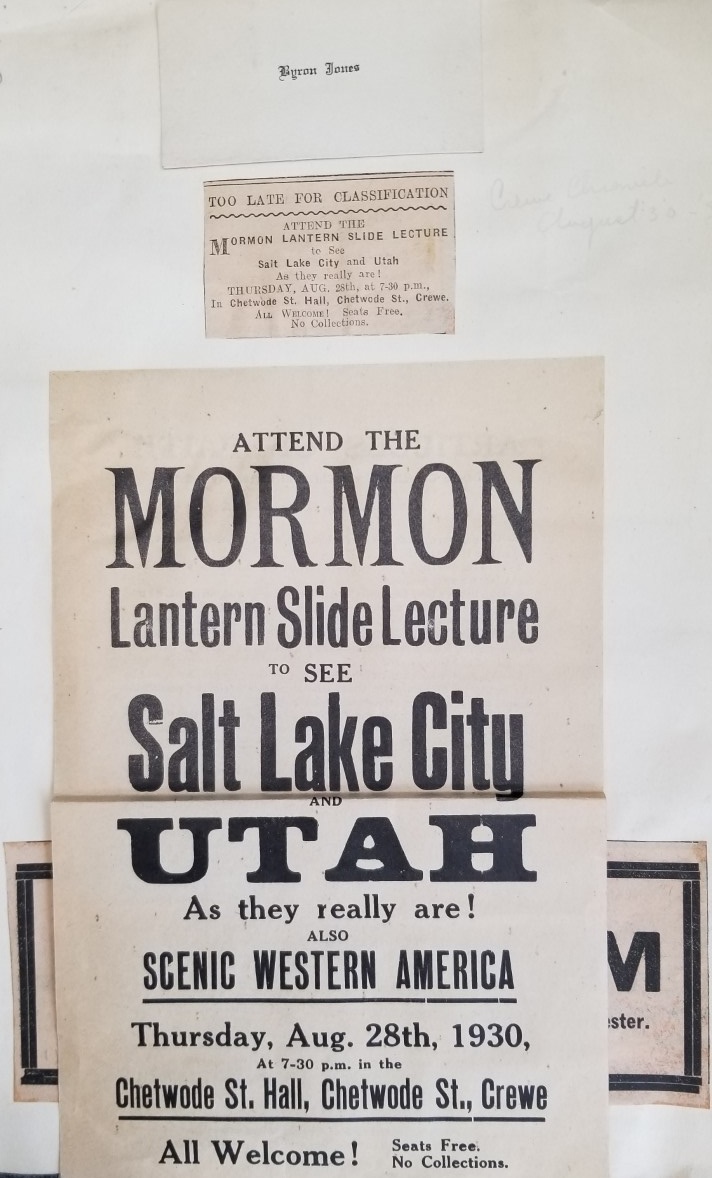 Byron Jones
TOO LATE FOR CLASSIFICATION
ATTEND THE
MORMON LANTERN SLIDE LECTURE
to See
Salt Lake City and Utah
As they really are!
THURSDAY, AUG. 28th, at 7-30 p.m.,
In Chetwode St. Hall, Chetwode St., Crewe.
ALL WELCOME! Seats Free.
No Collections.
Crewe Chronicle
August '30
ATTEND THE
MORMON
Lantern Slide Lecture
TO SEE
Salt Lake City
AND
UTAH
As they really are!
ALSO
SCENIC WESTERN AMERICA
Thursday, Aug. 28th, 1930,
At 7-30 p.m. in the
Chetwode St. Hall, Chetwode St., Crewe
All Welcome! Seats Free.
No Collections.
M
ster.